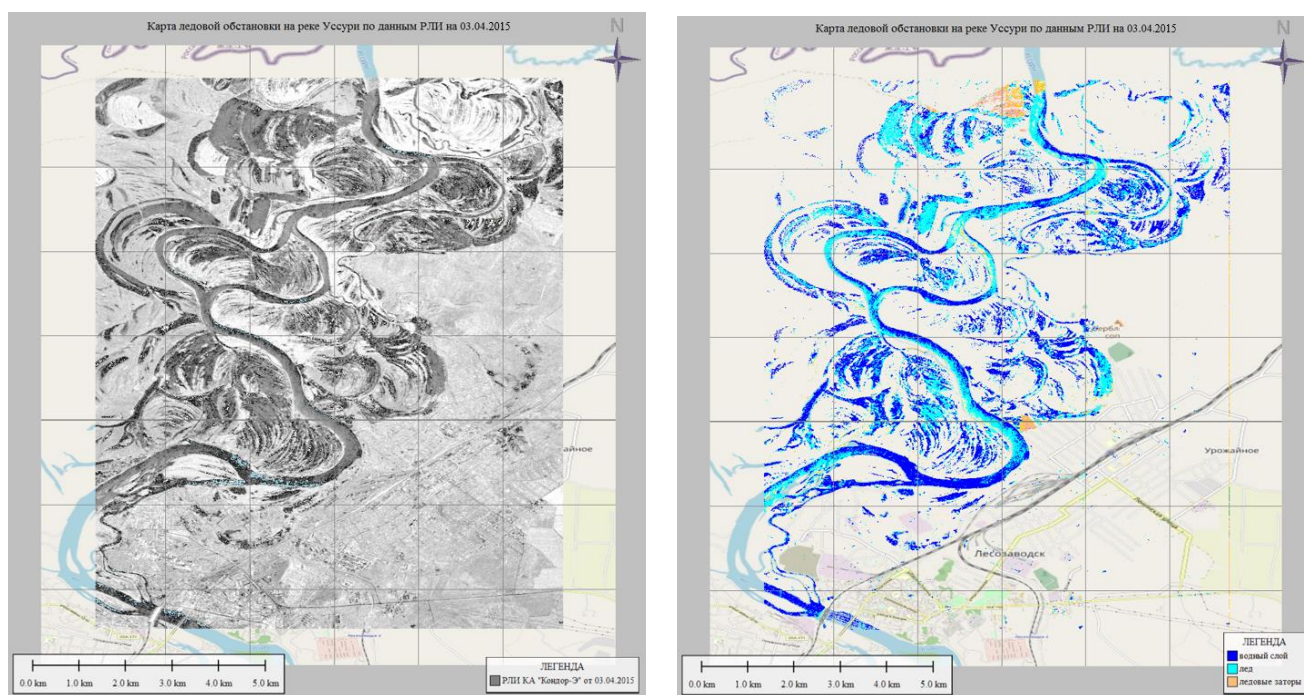 Карта ледовой обстановки на реке Уссури по данным РЛИ на 03.04.2015
N
айное
0.0 km 1.0 km 2.0 km 3.0 km 4.0 km 5.0 km
ЛЕГЕНДА
РЛИ КА "Кондор-Э" от 03.04.2015
Карта ледовой обстановки на реке Уссури по данным РЛИ на 03.04.2015
N
Урожайное
Лесозаводск
0.0 km 1.0 km 2.0 km 3.0 km 4.0 km 5.0 km
ЛЕГЕНДА
водный слой
лед
ледовые заторы